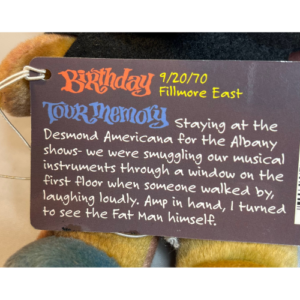 Birthday 9/20/70
Fillmore East
Tour Memory Staying at the
Desmond Americana for the Albany
shows- we were smuggling our musical
instruments through a window on the
first floor when someone walked by,
laughing loudly. Amp in hand, I turned
to see the Fat Man himself.